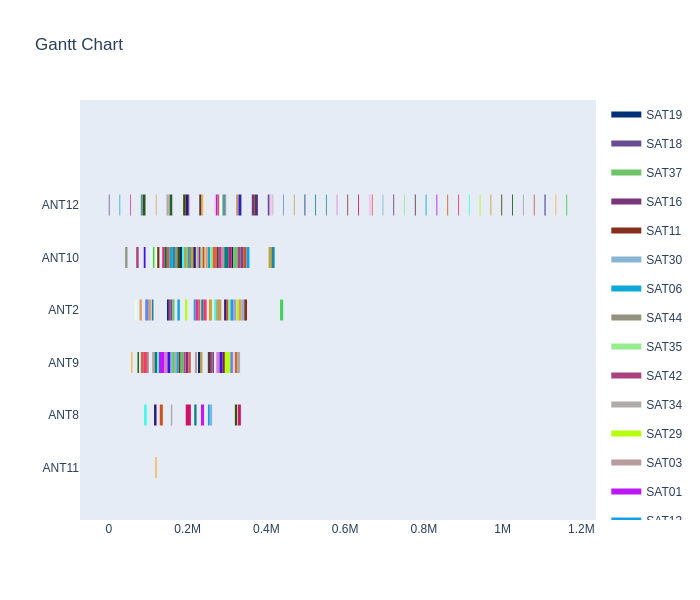 Gantt Chart
ANT12
ANT10
ANT2
ANT9
ANT8
ANT11
0
0.2M
0.4M
0.6M
0.8M
1M
1.2M
SAT19
SAT18
SAT37
SAT16
SAT11
SAT30
SAT06
SAT44
SAT35
SAT42
SAT34
SAT29
SAT03
SAT01